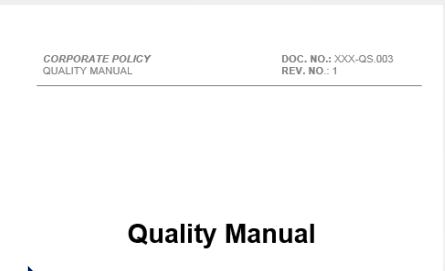 CORPORATE POLICY DOC. NO.: XXX-QS.003
QUALITY MANUAL REV. NO.: 1
Quality Manual